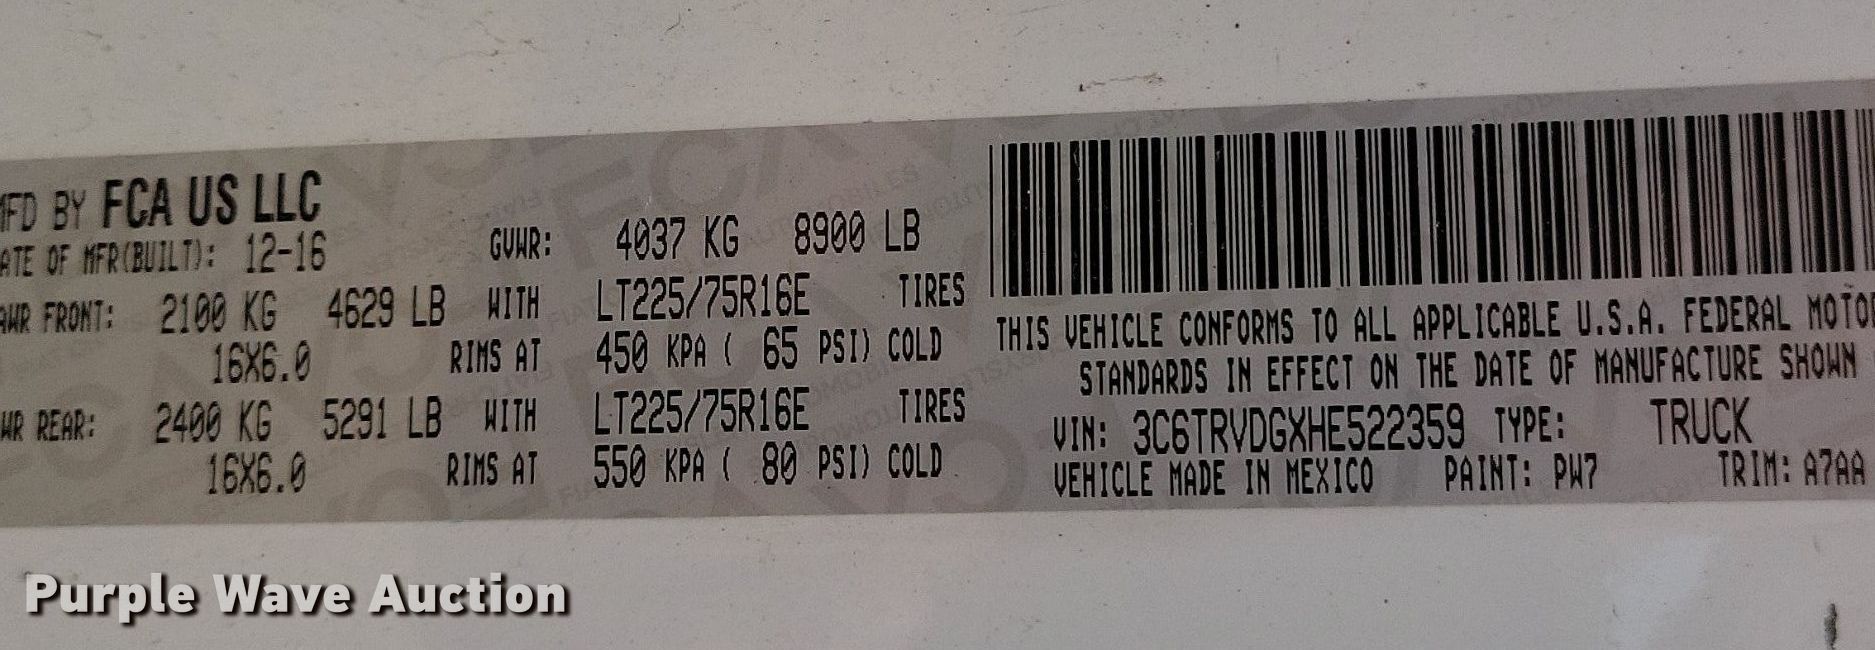 MFD BY FCA US LLC
DATE OF MFR(BUILT): 12-16 GVWR: 4037 KG 8900 LB
GAWR FRONT: 2100 KG 4629 LB WITH LT225/75R16E TIRES
16X6.0 RIMS AT 450 KPA ( 65 PSI) COLD
GAWR REAR: 2400 KG 5291 LB WITH LT225/75R16E TIRES
16X6.0 RIMS AT 550 KPA ( 80 PSI) COLD
THIS VEHICLE CONFORMS TO ALL APPLICABLE U.S.A. FEDERAL MOTO
STANDARDS IN EFFECT ON THE DATE OF MANUFACTURE SHOWN
VIN: 3C6TRVDGXHE522359 TYPE: TRUCK
VEHICLE MADE IN MEXICO PAINT: PW7 TRIM: A7AA
Purple Wave Auction